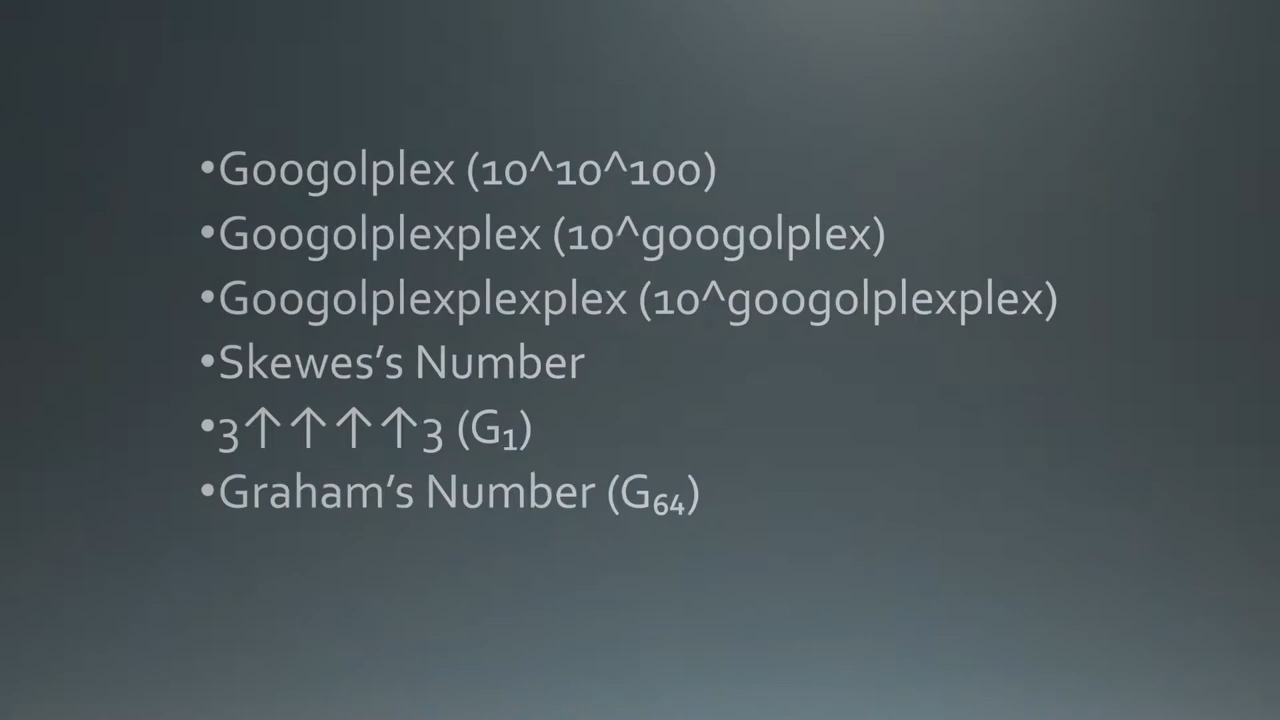 •Googolplex (10^10^100)
•Googolplexplex (10^googolplex)
•Googolplexplexplex (10^googolplexplex)
•Skewes’s Number
•3↑↑↑↑3 (G₁)
•Graham’s Number (G₆₄)